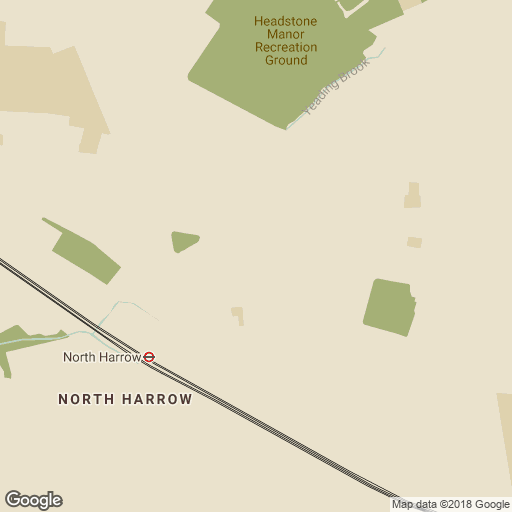 Headstone
Manor
Recreation
Ground
Yeading Brook
North Harrow
NORTH HARROW
Google
Map data ©2018 Google